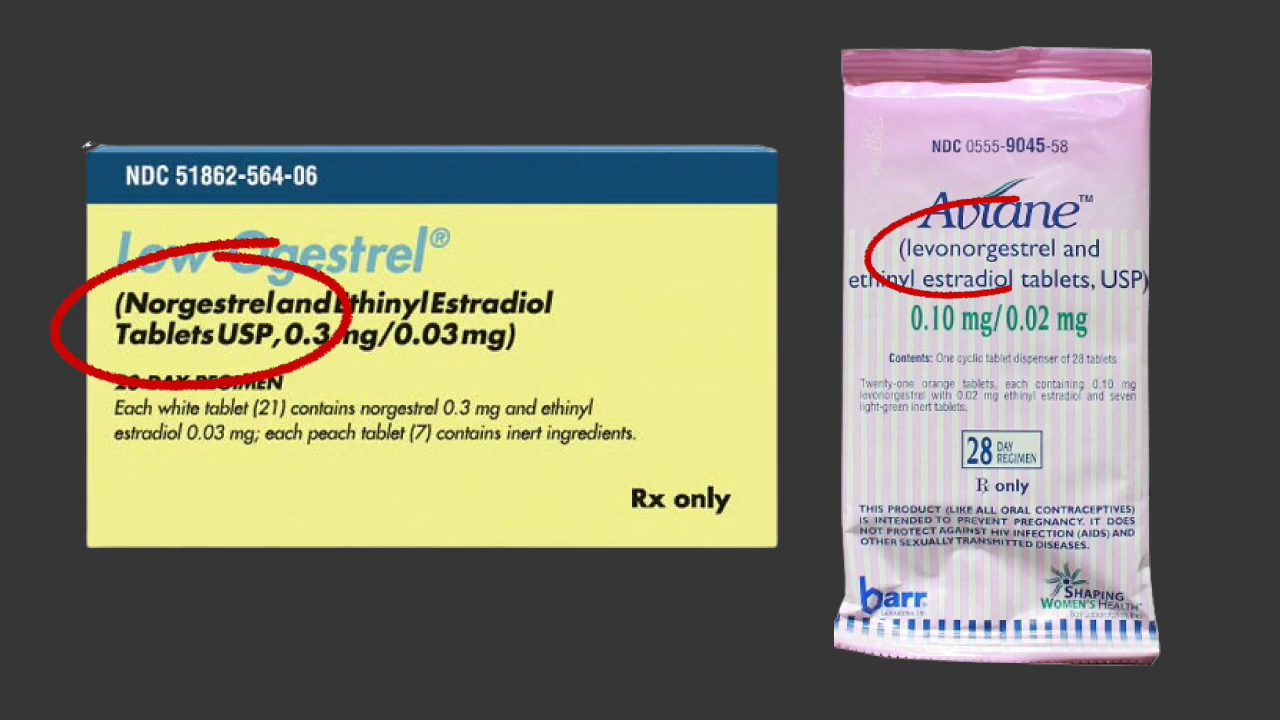 NDC 51862-564-06
Low-Ogestrel®
(Norgestrel and Ethinyl Estradiol
Tablets USP, 0.3 mg/0.03 mg)
28 DAY REGIMEN
Each white tablet (21) contains norgestrel 0.3 mg and ethinyl
estradiol 0.03 mg; each peach tablet (7) contains inert ingredients.
Rx only
NDC 0555-9045-58
Aviane™
(levonorgestrel and
ethinyl estradiol tablets, USP)
0.10 mg/0.02 mg
Contents: One cyclic tablet dispenser of 28 tablets
Twenty-one orange tablets, each containing 0.10 mg
levonorgestrel with 0.02 mg ethinyl estradiol and seven
light-green inert tablets.
28 DAY
REGIMEN
℞ only
THIS PRODUCT (LIKE ALL ORAL CONTRACEPTIVES)
IS INTENDED TO PREVENT PREGNANCY. IT DOES
NOT PROTECT AGAINST HIV INFECTION (AIDS) AND
OTHER SEXUALLY TRANSMITTED DISEASES.
barr
SHAPING
WOMEN'S HEALTH